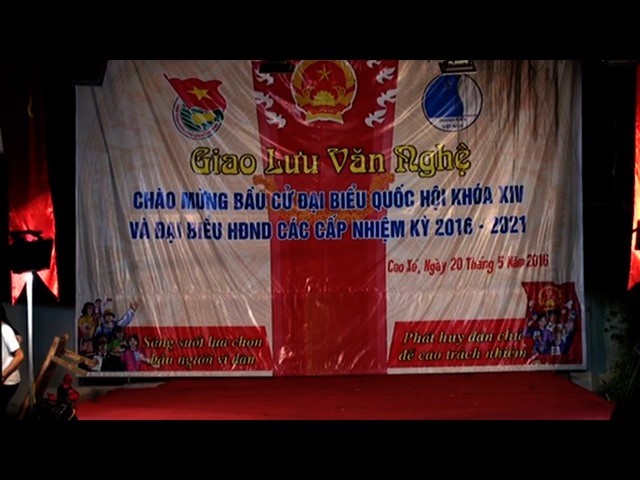 Giao Lưu Văn Nghệ
CHÀO MỪNG BẦU CỬ ĐẠI BIỂU QUỐC HỘI KHÓA XIV
VÀ ĐẠI BIỂU HĐND CÁC CẤP NHIỆM KỲ 2016 - 2021
Cao Xá, Ngày 20 Tháng 5 Năm 2016
Sáng suốt lựa chọn
bầu người vì dân
Phát huy dân chủ
đề cao trách nhiệm